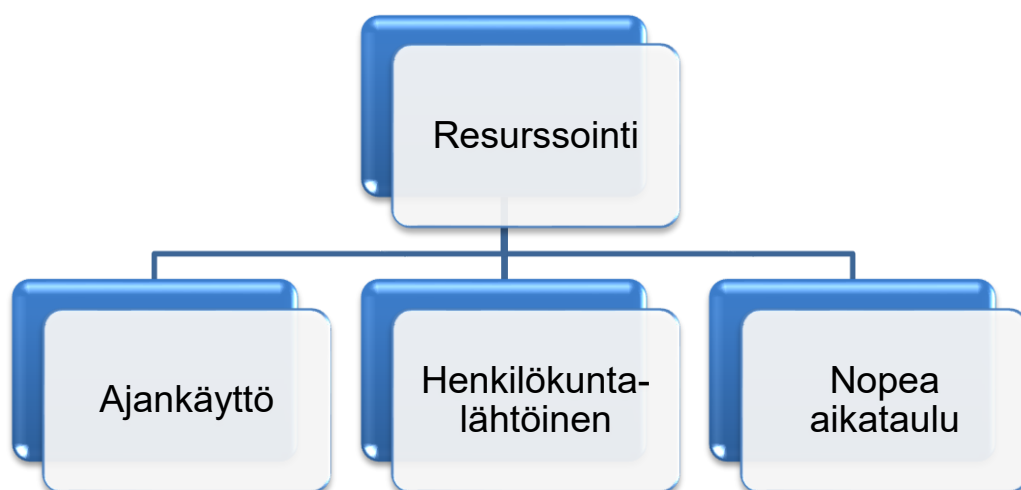 Resurssointi
Ajankäyttö
Henkilökunta-
lähtöinen
Nopea
aikataulu